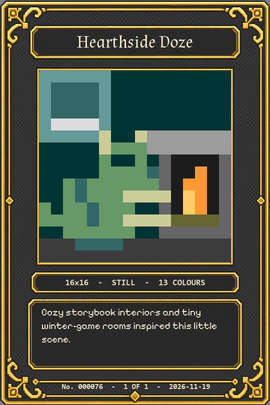 Hearthside Doze
16x16 - STILL - 13 COLOURS
Cozy storybook interiors and tiny
winter-game rooms inspired this little
scene.
No. 000076 - 1 OF 1 - 2026-11-19